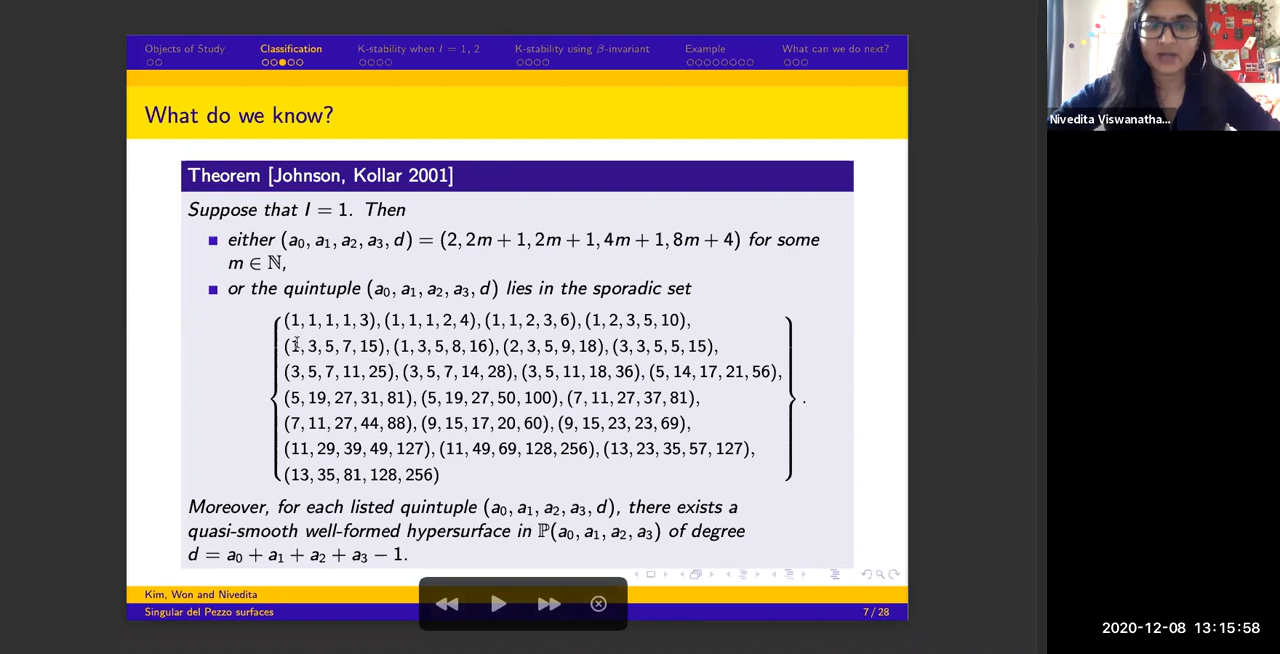 Objects of Study
Classification
K-stability when I = 1, 2
K-stability using β-invariant
Example
What can we do next?
What do we know?
Theorem [Johnson, Kollar 2001]
Suppose that I = 1. Then
either (a₀, a₁, a₂, a₃, d) = (2, 2m + 1, 2m + 1, 4m + 1, 8m + 4) for some
m ∈ ℕ,
or the quintuple (a₀, a₁, a₂, a₃, d) lies in the sporadic set
(1, 1, 1, 1, 3), (1, 1, 1, 2, 4), (1, 1, 2, 3, 6), (1, 2, 3, 5, 10),
(1, 3, 5, 7, 15), (1, 3, 5, 8, 16), (2, 3, 5, 9, 18), (3, 3, 5, 5, 15),
(3, 5, 7, 11, 25), (3, 5, 7, 14, 28), (3, 5, 11, 18, 36), (5, 14, 17, 21, 56),
(5, 19, 27, 31, 81), (5, 19, 27, 50, 100), (7, 11, 27, 37, 81),
(7, 11, 27, 44, 88), (9, 15, 17, 20, 60), (9, 15, 23, 23, 69),
(11, 29, 39, 49, 127), (11, 49, 69, 128, 256), (13, 23, 35, 57, 127),
(13, 35, 81, 128, 256)
.
Moreover, for each listed quintuple (a₀, a₁, a₂, a₃, d), there exists a
quasi-smooth well-formed hypersurface in ℙ(a₀, a₁, a₂, a₃) of degree
d = a₀ + a₁ + a₂ + a₃ − 1.
Kim, Won and Nivedita
Singular del Pezzo surfaces
7 / 28
Nivedita Viswanatha...
2020-12-08 13:15:58